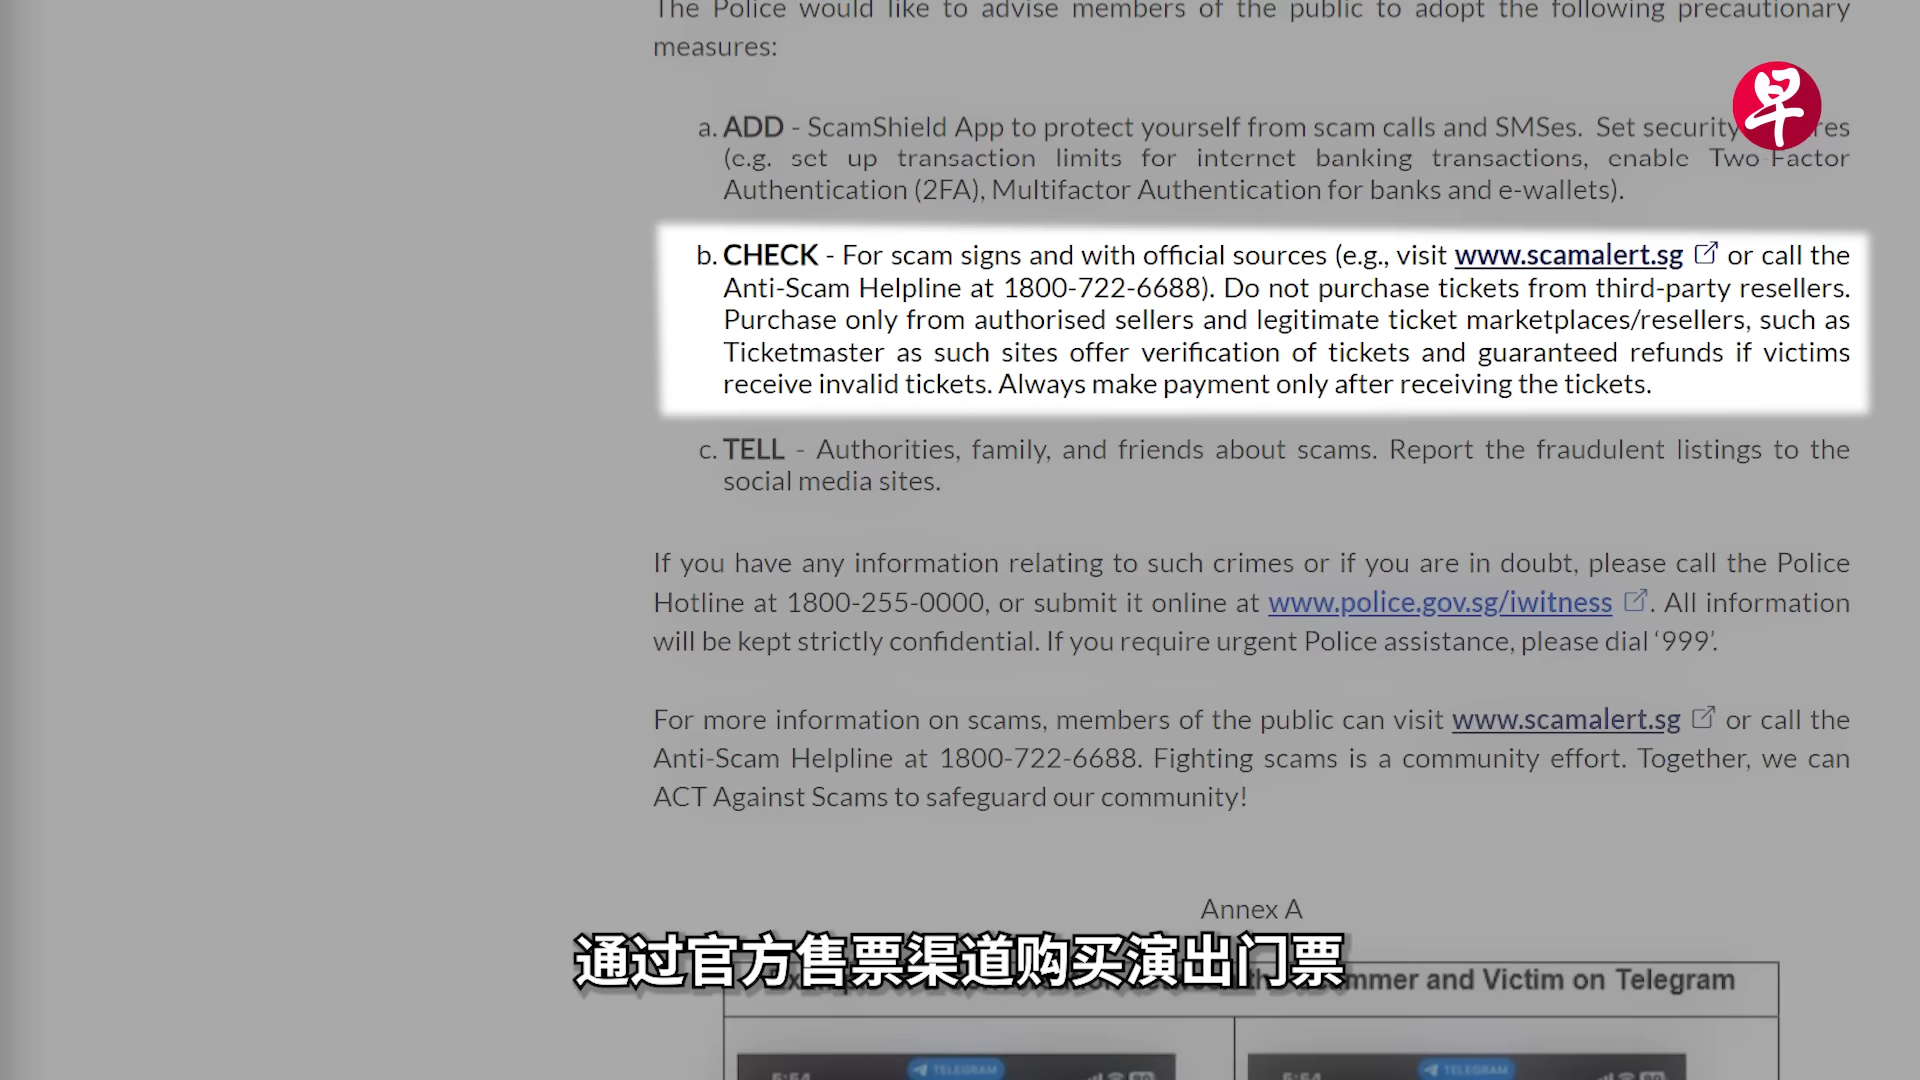 The Police would like to advise members of the public to adopt the following precautionary
measures:
早
a. ADD - ScamShield App to protect yourself from scam calls and SMSes. Set security
(e.g. set up transaction limits for internet banking transactions, enable Two Factor
Authentication (2FA), Multifactor Authentication for banks and e-wallets).
b. CHECK - For scam signs and with official sources (e.g., visit www.scamalert.sg or call the
Anti-Scam Helpline at 1800-722-6688). Do not purchase tickets from third-party resellers.
Purchase only from authorised sellers and legitimate ticket marketplaces/resellers, such as
Ticketmaster as such sites offer verification of tickets and guaranteed refunds if victims
receive invalid tickets. Always make payment only after receiving the tickets.
c. TELL - Authorities, family, and friends about scams. Report the fraudulent listings to the
social media sites.
If you have any information relating to such crimes or if you are in doubt, please call the Police
Hotline at 1800-255-0000, or submit it online at www.police.gov.sg/iwitness. All information
will be kept strictly confidential. If you require urgent Police assistance, please dial ‘999’.
For more information on scams, members of the public can visit www.scamalert.sg or call the
Anti-Scam Helpline at 1800-722-6688. Fighting scams is a community effort. Together, we can
ACT Against Scams to safeguard our community!
Annex A
通过官方售票渠道购买演出门票
and Victim on Telegram
TELEGRAM
TELEGRAM